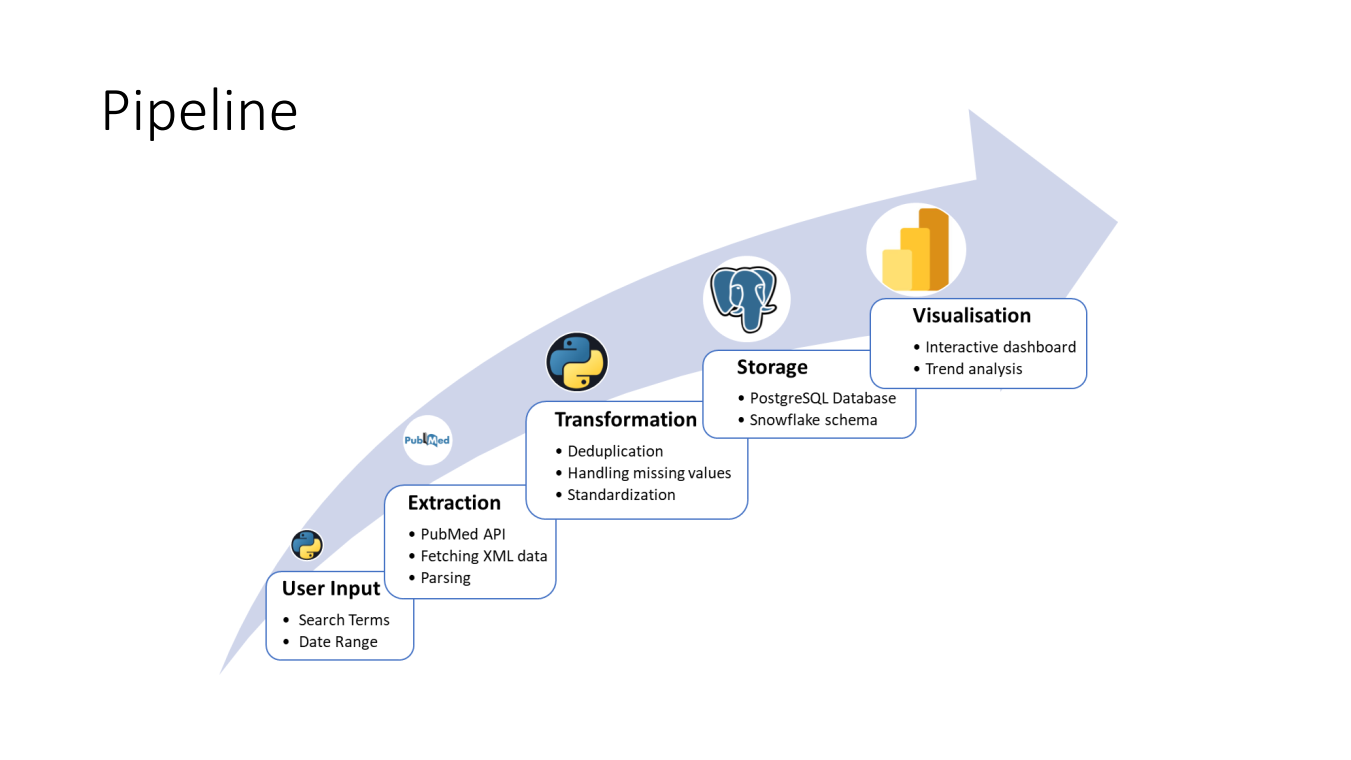 Pipeline
User Input
• Search Terms
• Date Range
PubMed
Extraction
• PubMed API
• Fetching XML data
• Parsing
Transformation
• Deduplication
• Handling missing values
• Standardization
Storage
• PostgreSQL Database
• Snowflake schema
Visualisation
• Interactive dashboard
• Trend analysis